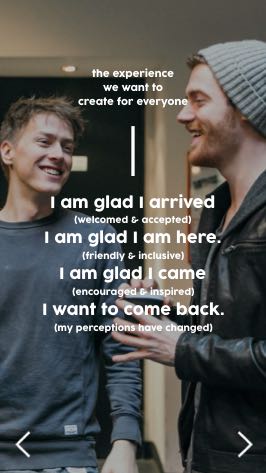 the experience
we want to
create for everyone
I am glad I arrived
(welcomed & accepted)
I am glad I am here.
(friendly & inclusive)
I am glad I came
(encouraged & inspired)
I want to come back.
(my perceptions have changed)